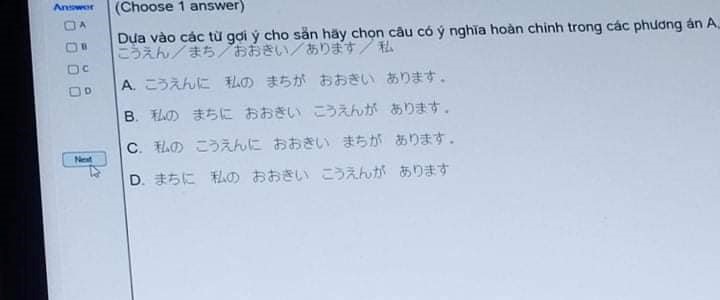 Answer
(Choose 1 answer)
A
B
C
D
Next
Dựa vào các từ gợi ý cho sẵn hãy chọn câu có ý nghĩa hoàn chỉnh trong các phương án A,
こうえん／まち／おおきい／あります／ 私
A. こうえんに 私の まちが おおきい あります。
B. 私の まちに おおきい こうえんが あります。
C. 私の こうえんに おおきい まちが あります。
D. まちに 私の おおきい こうえんが あります